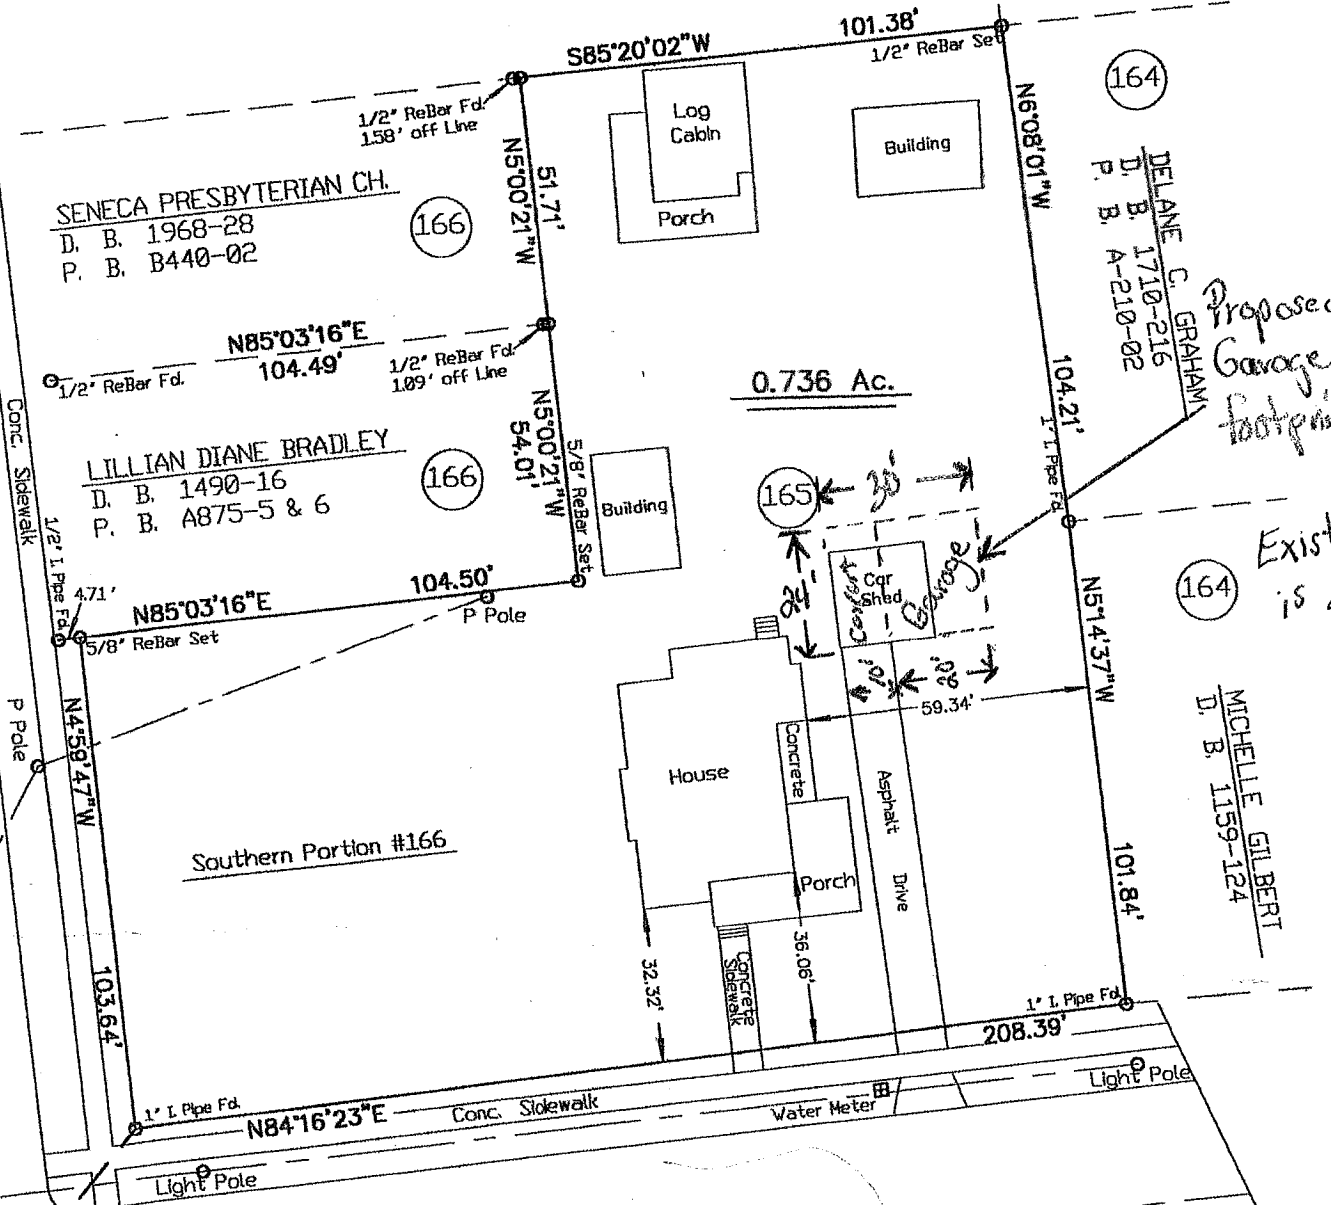 S85°20'02"W
101.38'
1/2" ReBar Set
1/2" ReBar Fd.
1.58' off Line
Log
Cabin
Porch
Building
164
N6°08'01"W
104.21'
1" I. Pipe Fd.
DELANE C. GRAHAM
D. B. 1710-216
P. B. A-210-02
SENECA PRESBYTERIAN CH.
D. B. 1968-28
P. B. B440-02
166
N5°00'21"W
51.71'
N85°03'16"E
104.49'
1/2" ReBar Fd.
1/2" ReBar Fd.
1.09' off Line
0.736 Ac.
Proposed
Garage
footprin
LILLIAN DIANE BRADLEY
D. B. 1490-16
P. B. A875-5 & 6
166
N5°00'21"W
54.01'
5/8" ReBar Set
Building
165
30'
24'
Car
Shed
Garage
10'
20'
Exist
is
164
Conc. Sidewalk
1/2" I. Pipe Fd.
4.71'
N85°03'16"E
104.50'
5/8" ReBar Set
P Pole
P Pole
N4°59'47"W
103.64'
N5°14'37"W
101.84'
59.34'
MICHELLE GILBERT
D. B. 1159-124
House
Concrete
Asphalt Drive
Porch
Southern Portion #166
32.32'
36.06'
Concrete
Sidewalk
1" I. Pipe Fd.
208.39'
1" I. Pipe Fd.
N84°16'23"E
Conc. Sidewalk
Water Meter
Light Pole
Light Pole